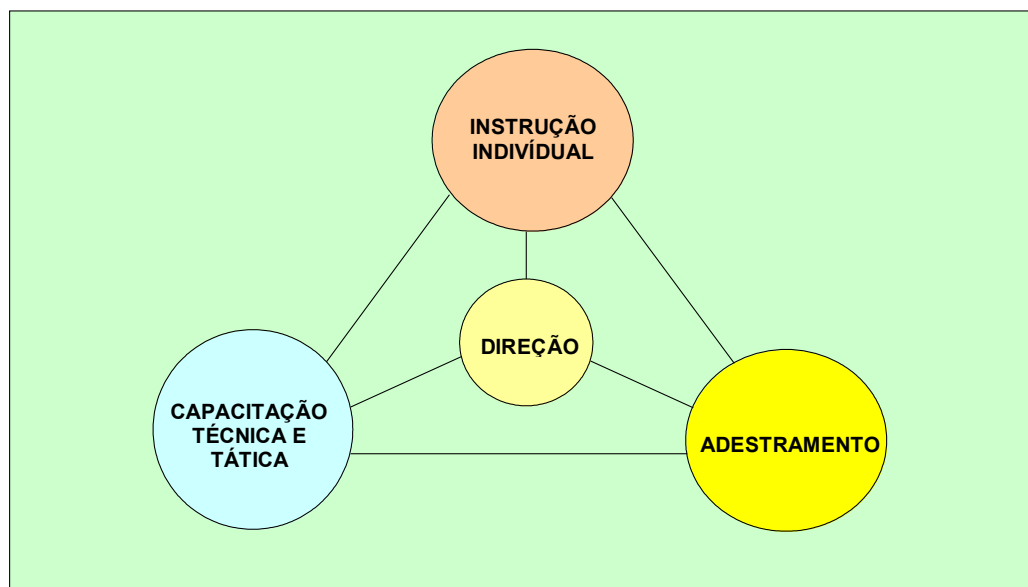 INSTRUÇÃO
INDIVÍDUAL
DIREÇÃO
CAPACITAÇÃO
TÉCNICA E
TÁTICA
ADESTRAMENTO